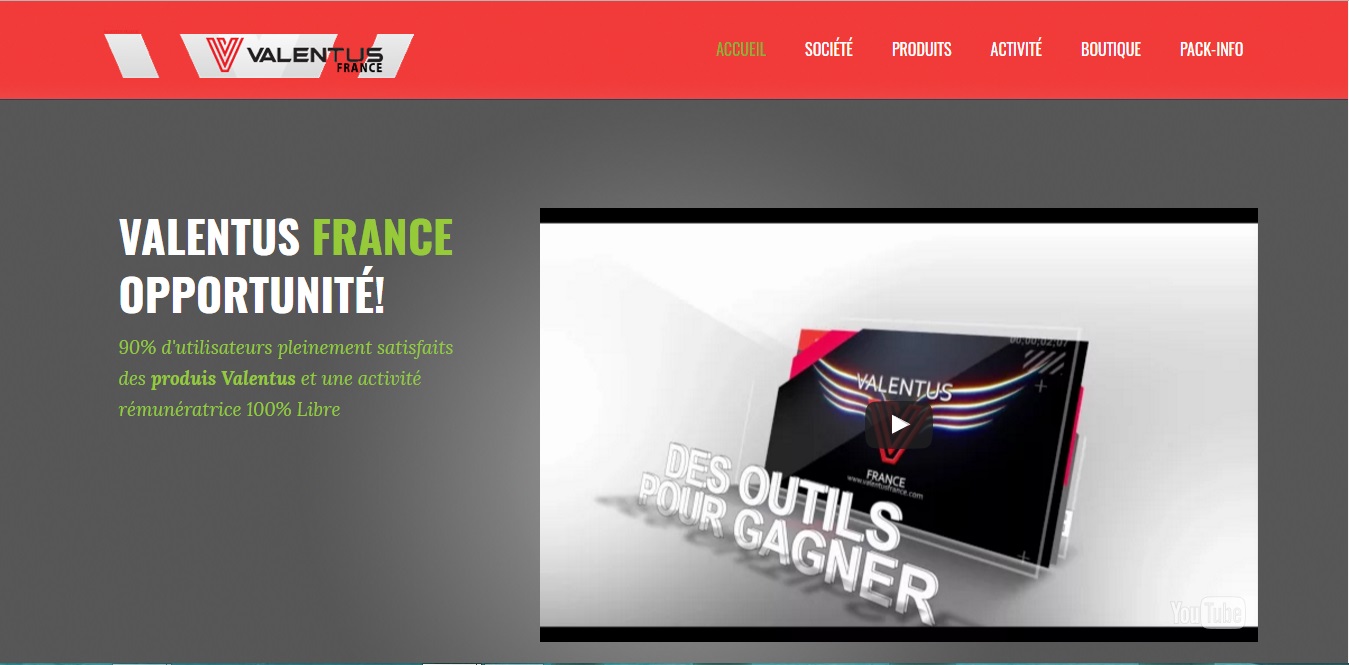 VALENTUS
FRANCE
ACCUEIL SOCIÉTÉ PRODUITS ACTIVITÉ BOUTIQUE PACK-INFO
VALENTUS FRANCE
OPPORTUNITÉ!
90% d'utilisateurs pleinement satisfaits
des produis Valentus et une activité
rémunératrice 100% Libre
00;00;02;07
VALENTUS
FRANCE
www.valentusfrance.com
DES OUTILS
POUR GAGNER
YouTube